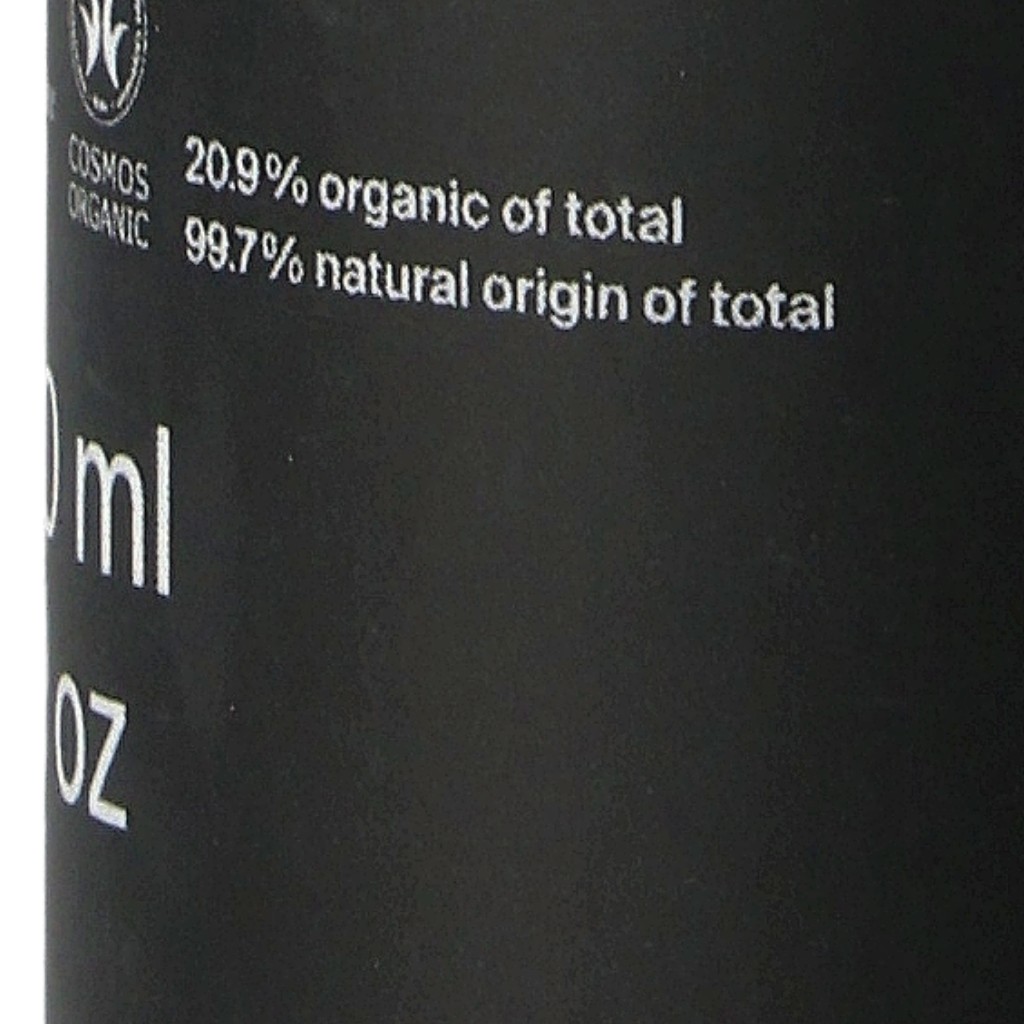 COSMOS
ORGANIC
20.9% organic of total
99.7% natural origin of total
ml
oz